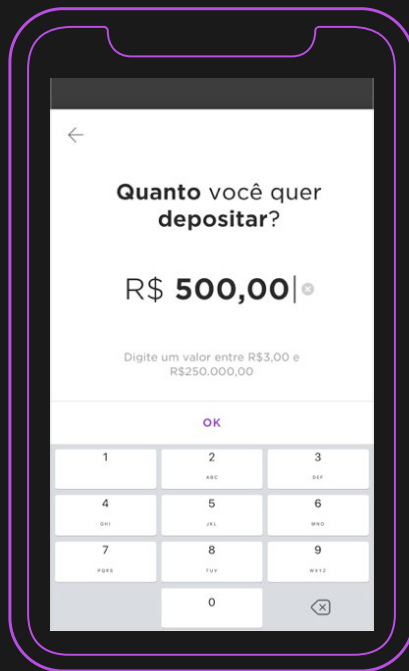 Quanto você quer
depositar?
R$ 500,00
Digite um valor entre R$3,00 e
R$250.000,00
OK
1 2 3
ABC DEF
4 5 6
GHI JKL MNO
7 8 9
PQRS TUV WXYZ
0